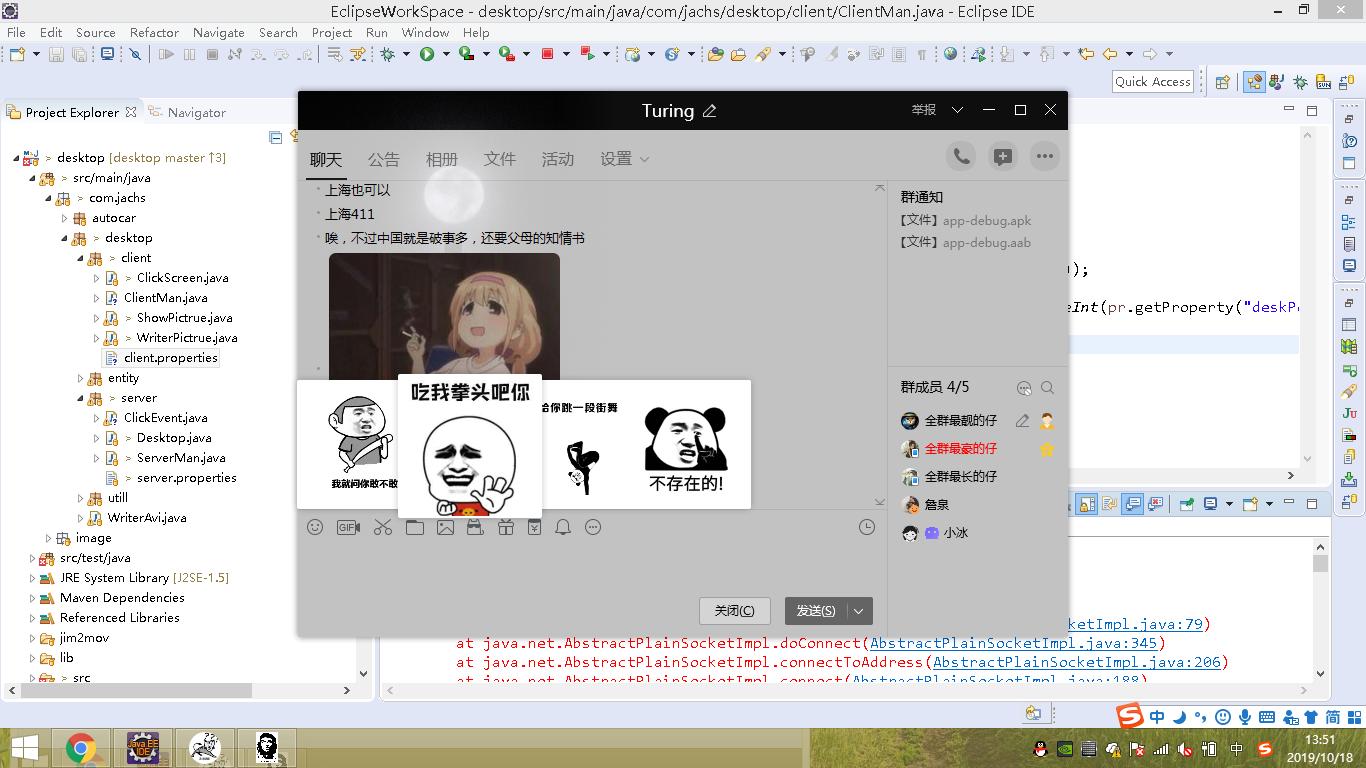 EclipseWorkSpace - desktop/src/main/java/com/jachs/desktop/client/ClientMan.java - Eclipse IDE
File Edit Source Refactor Navigate Search Project Run Window Help
Quick Access
Project Explorer
Navigator
> desktop [desktop master ↑3]
> src/main/java
> com.jachs
autocar
> desktop
> client
> ClickScreen.java
ClientMan.java
> ShowPictrue.java
> WriterPictrue.java
client.properties
entity
> server
ClickEvent.java
> Desktop.java
> ServerMan.java
> server.properties
utill
WriterAvi.java
image
src/test/java
JRE System Library [J2SE-1.5]
Maven Dependencies
Referenced Libraries
jim2mov
lib
> src
Turing
举报
聊天 公告 相册 文件 活动 设置
上海也可以
上海411
唉，不过中国就是破事多，还要父母的知情书
我就问你敢不敢
吃我拳头吧你
给你跳一段街舞
不存在的!
GIF
关闭(C)
发送(S)
群通知
【文件】app-debug.apk
【文件】app-debug.aab
群成员 4/5
全群最靓的仔
全群最豪的仔
全群最长的仔
詹泉
小冰
);
eInt(pr.getProperty("deskP
ketImpl.java:79)
at java.net.AbstractPlainSocketImpl.doConnect(AbstractPlainSocketImpl.java:345)
at java.net.AbstractPlainSocketImpl.connectToAddress(AbstractPlainSocketImpl.java:206)
at java.net.AbstractPlainSocketImpl.connect(AbstractPlainSocketImpl.java:188)
中
简
Java EE
IDE
中
13:51
2019/10/18